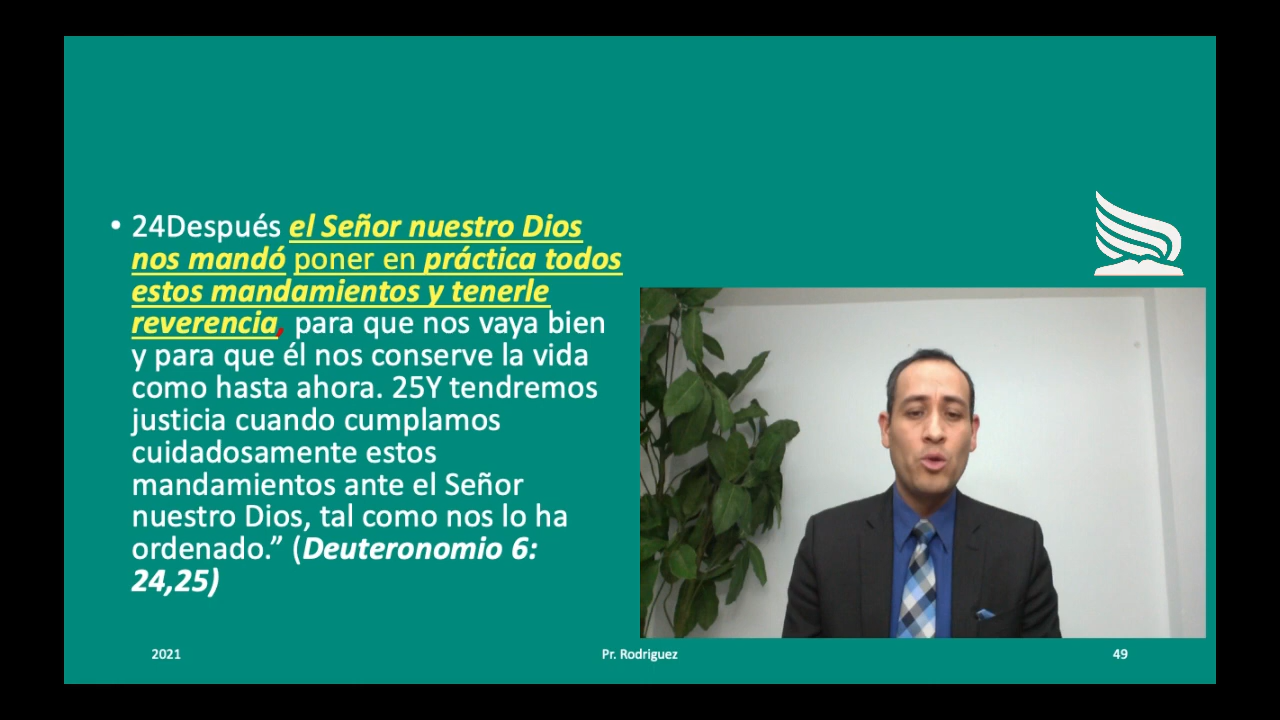 • 24Después el Señor nuestro Dios
nos mandó poner en práctica todos
estos mandamientos y tenerle
reverencia, para que nos vaya bien
y para que él nos conserve la vida
como hasta ahora. 25Y tendremos
justicia cuando cumplamos
cuidadosamente estos
mandamientos ante el Señor
nuestro Dios, tal como nos lo ha
ordenado.” (Deuteronomio 6:
24,25)
2021
Pr. Rodriguez
49